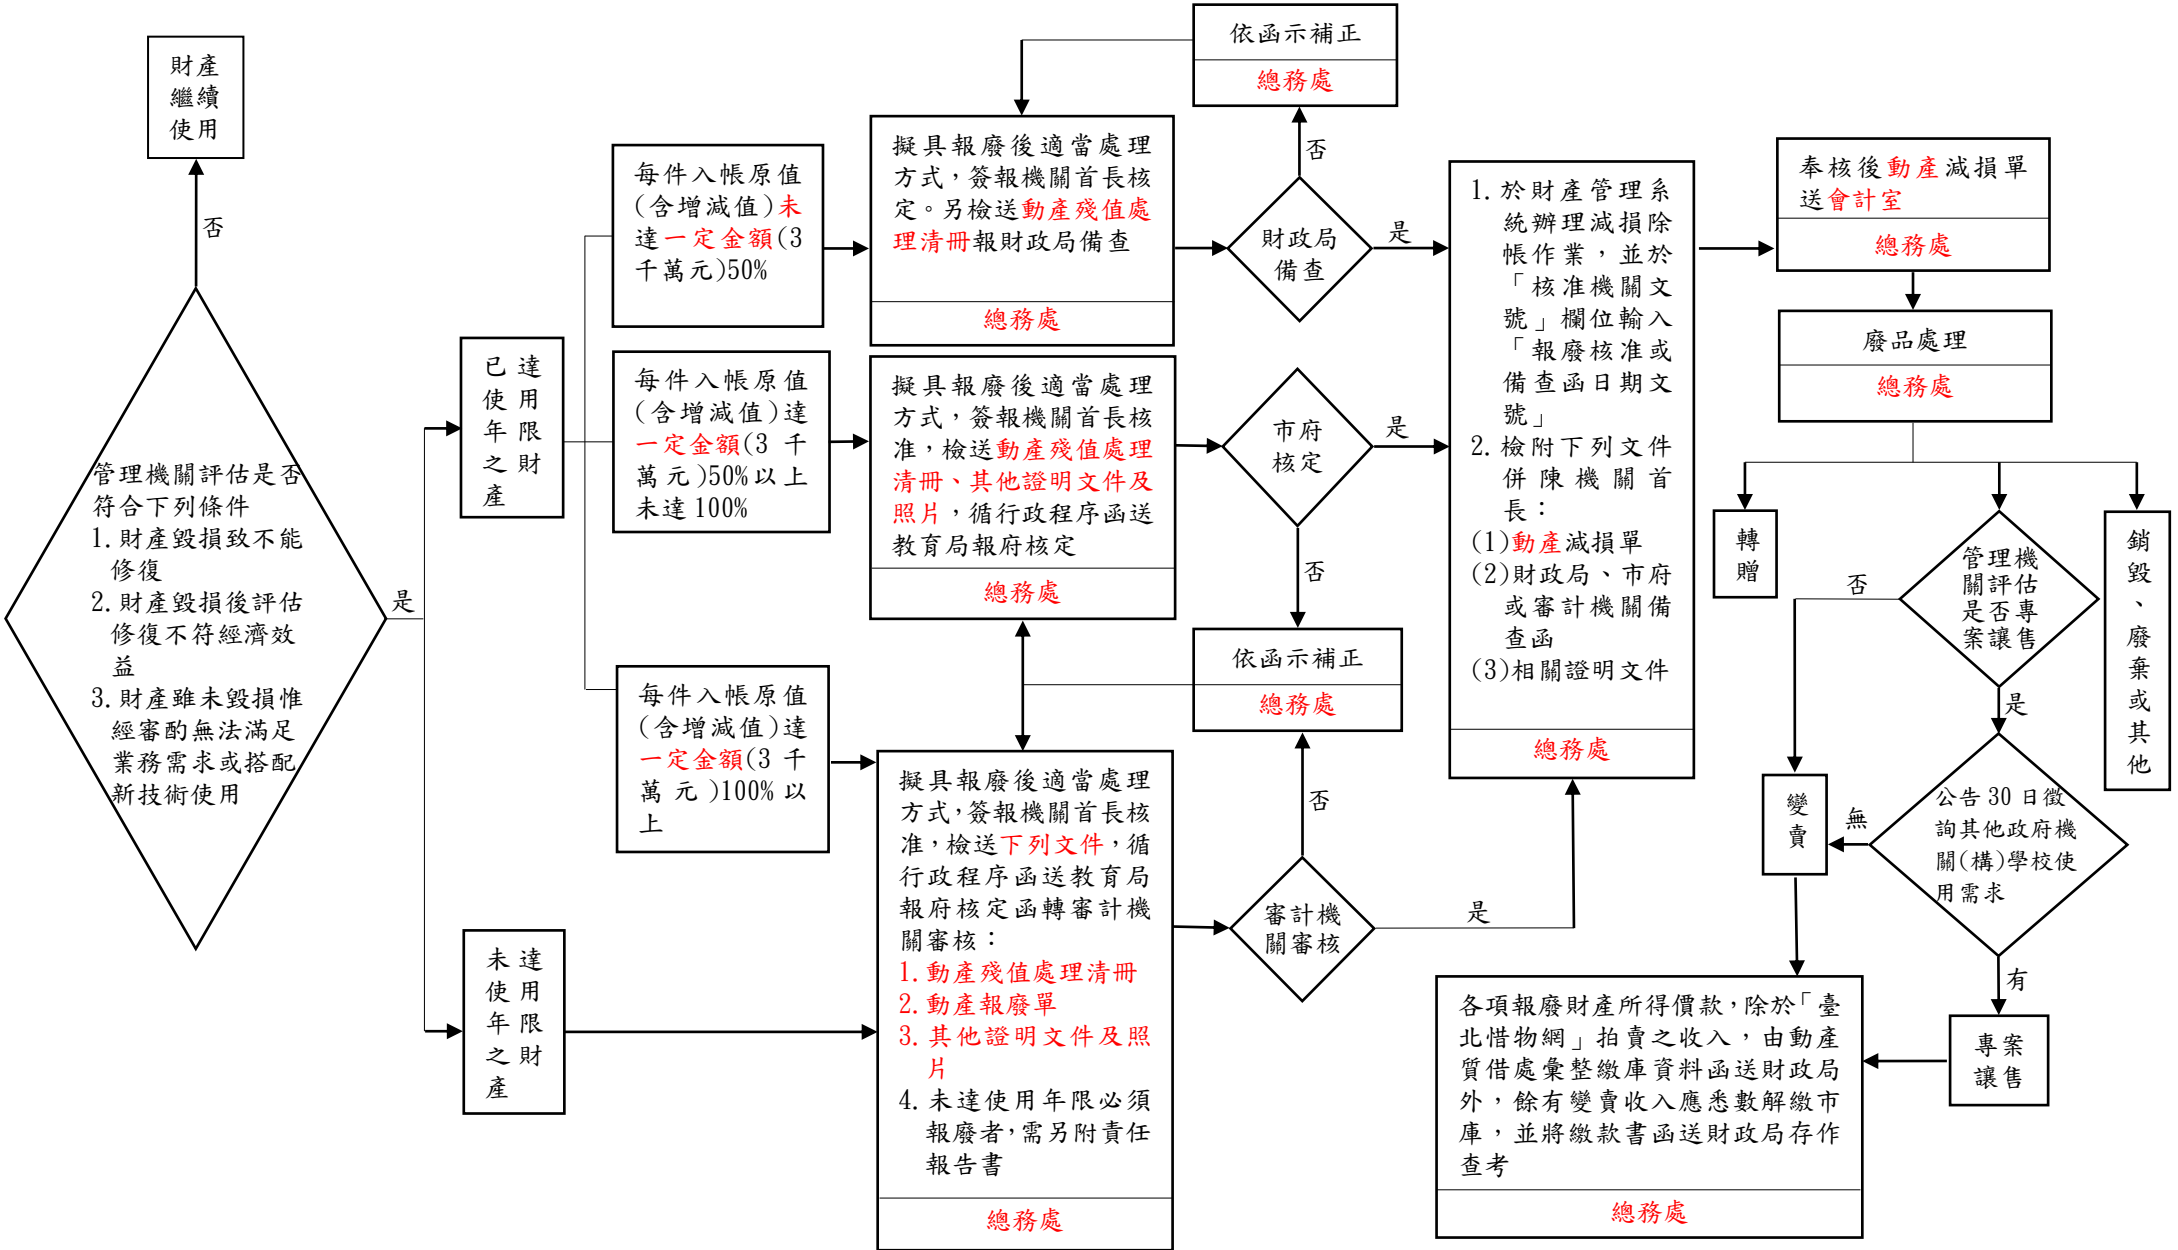 財產
繼續
使用
否
管理機關評估是否
符合下列條件
1. 財產毀損致不能
修復
2. 財產毀損後評估
修復不符經濟效
益
3. 財產雖未毀損惟
經審酌無法滿足
業務需求或搭配
新技術使用
是
已達
使用
年限
之財
產
未達
使用
年限
之財
產
每件入帳原值
(含增減值)未
達一定金額(3
千萬元)50%
每件入帳原值
(含增減值)達
一定金額(3 千
萬元)50%以上
未達 100%
每件入帳原值
(含增減值)達
一定金額(3 千
萬元)100%以
上
擬具報廢後適當處理
方式，簽報機關首長核
定。另檢送動產殘值處
理清冊報財政局備查
總務處
擬具報廢後適當處理
方式，簽報機關首長核
准，檢送動產殘值處理
清冊、其他證明文件及
照片，循行政程序函送
教育局報府核定
總務處
擬具報廢後適當處理
方式，簽報機關首長核
准，檢送下列文件，循
行政程序函送教育局
報府核定函轉審計機
關審核：
1. 動產殘值處理清冊
2. 動產報廢單
3. 其他證明文件及照
片
4. 未達使用年限必須
報廢者，需另附責任
報告書
總務處
依函示補正
總務處
否
財政局
備查
是
市府
核定
是
否
依函示補正
總務處
否
審計機
關審核
是
1. 於財產管理系
統辦理減損除
帳作業，並於
「核准機關文
號」欄位輸入
「報廢核准或
備查函日期文
號」
2. 檢附下列文件
併陳機關首
長：
(1)動產減損單
(2)財政局、市府
或審計機關備
查函
(3)相關證明文件
總務處
奉核後動產減損單
送會計室
總務處
廢品處理
總務處
轉
贈
管理機
關評估
是否專
案讓售
否
是
銷
毀
、
廢
棄
或
其
他
變
賣
無
公告 30 日徵
詢其他政府機
關(構)學校使
用需求
有
專案
讓售
各項報廢財產所得價款，除於「臺
北惜物網」拍賣之收入，由動產
質借處彙整繳庫資料函送財政局
外，餘有變賣收入應悉數解繳市
庫，並將繳款書函送財政局存作
查考
總務處